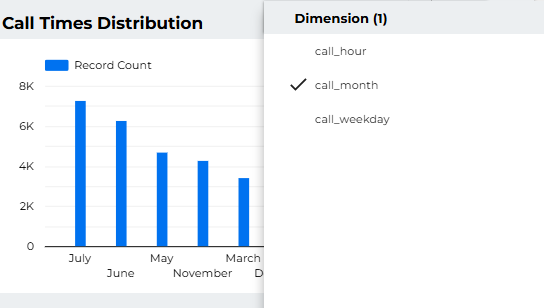 Call Times Distribution
Record Count
8K
6K
4K
2K
0
July
May
March
June
November
D
Dimension (1)
call_hour
call_month
call_weekday